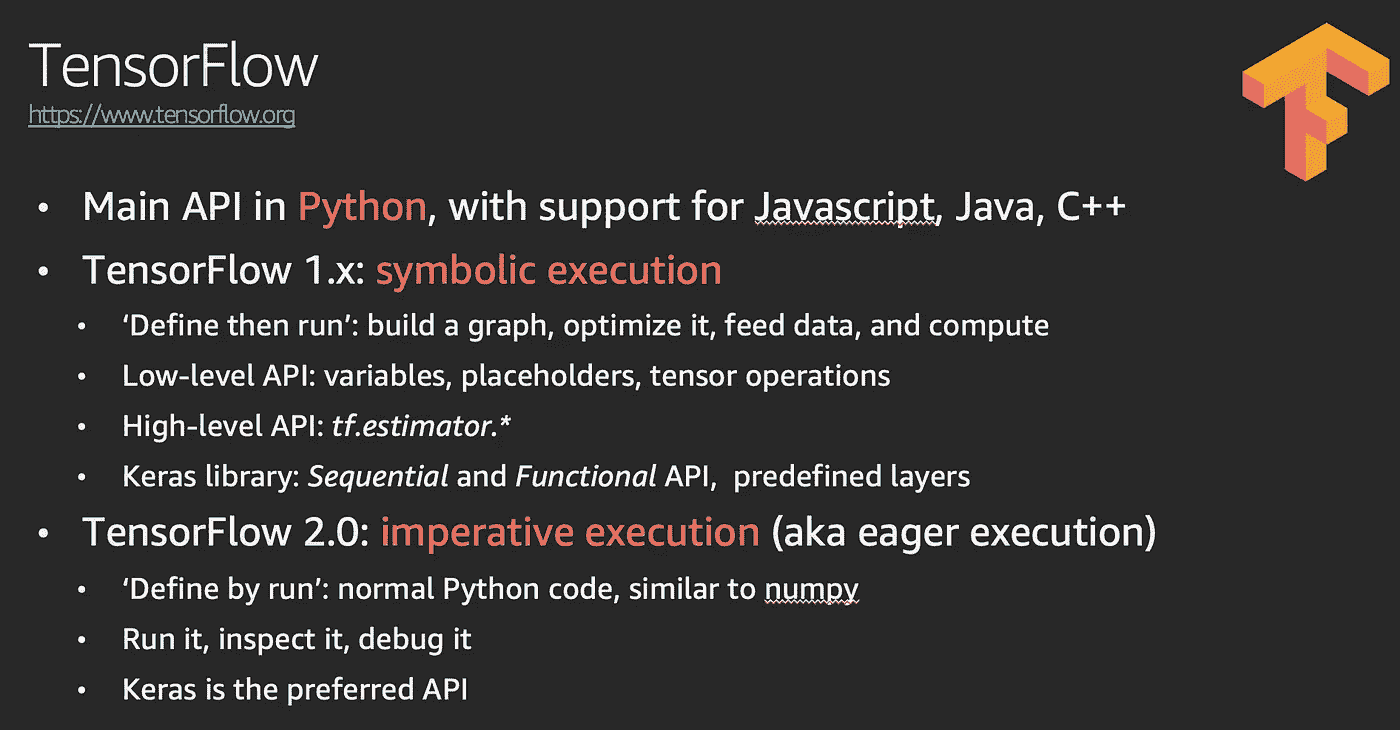 TensorFlow
https://www.tensorflow.org
• Main API in Python, with support for Javascript, Java, C++
• TensorFlow 1.x: symbolic execution
• ‘Define then run’: build a graph, optimize it, feed data, and compute
• Low-level API: variables, placeholders, tensor operations
• High-level API: tf.estimator.*
• Keras library: Sequential and Functional API,  predefined layers
• TensorFlow 2.0: imperative execution (aka eager execution)
• ‘Define by run’: normal Python code, similar to numpy
• Run it, inspect it, debug it
• Keras is the preferred API